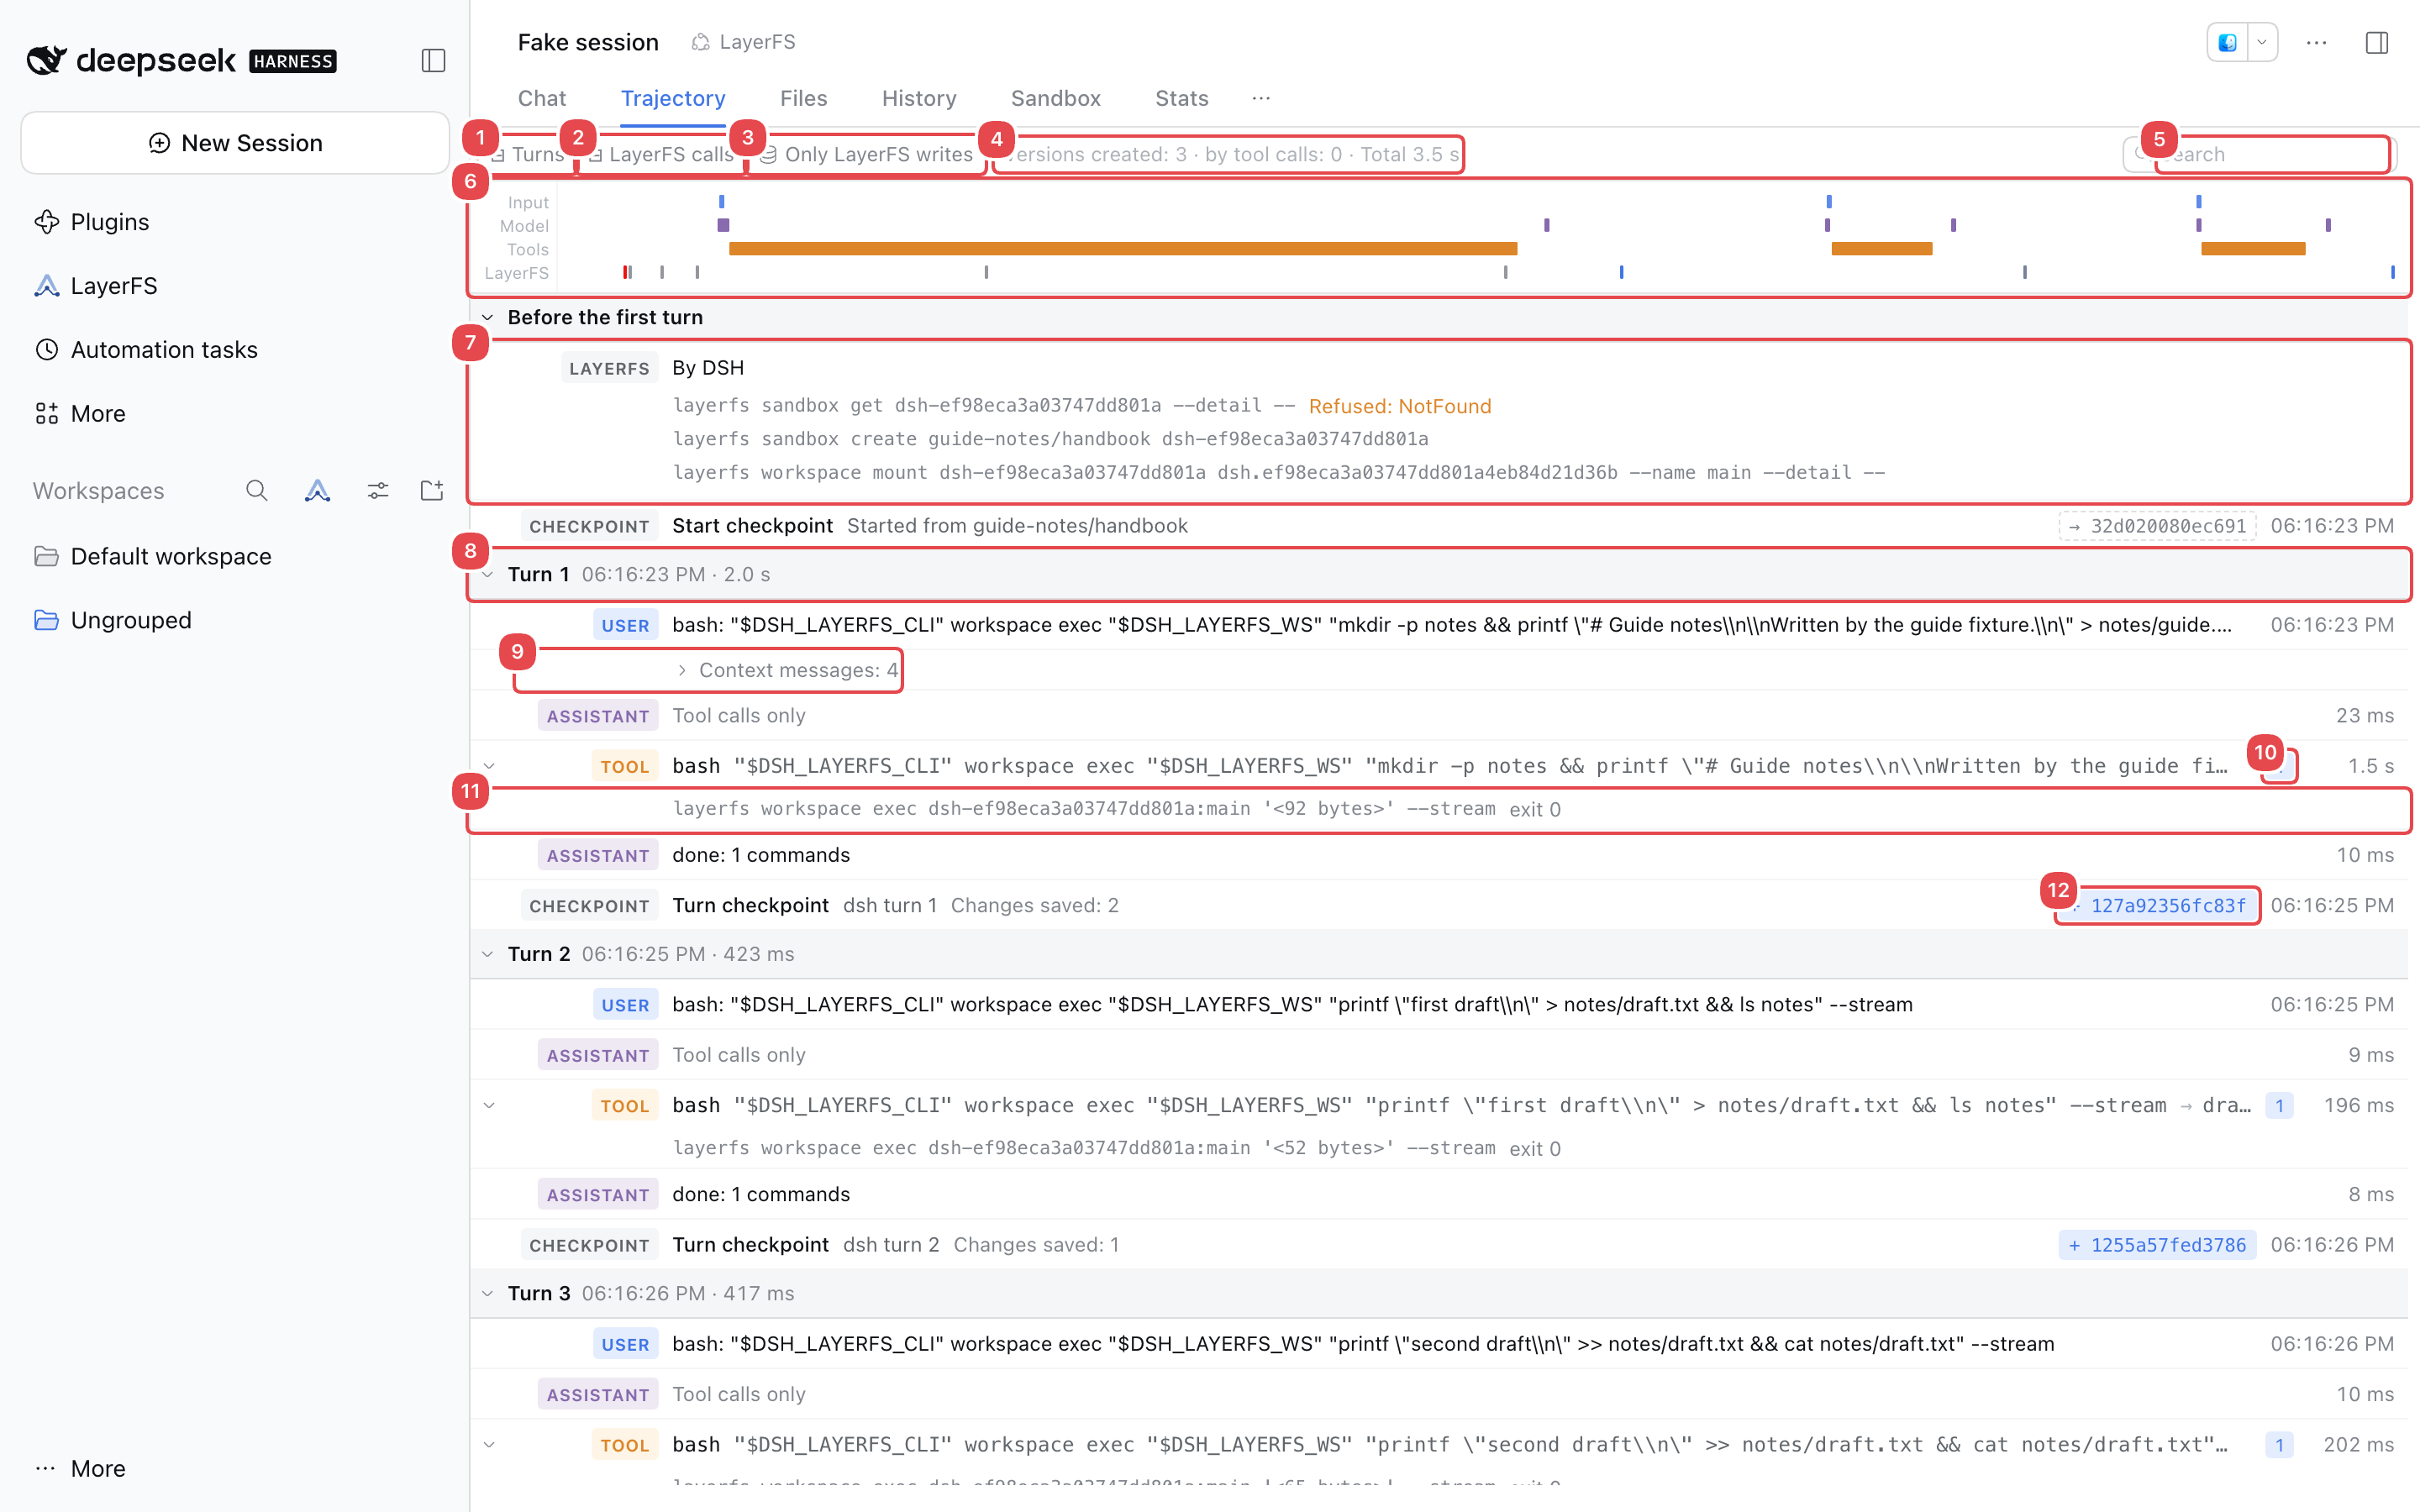 deepseek HARNESS
New Session
Plugins
LayerFS
Automation tasks
More
Workspaces
Default workspace
Ungrouped
More
Fake session LayerFS
Chat Trajectory Files History Sandbox Stats
1 2 3 4 5
Turns LayerFS calls Only LayerFS writes ersions created: 3 · by tool calls: 0 · Total 3.5 s earch
6
Input
Model
Tools
LayerFS
Before the first turn
7
LAYERFS By DSH
layerfs sandbox get dsh-ef98eca3a03747dd801a --detail -- Refused: NotFound
layerfs sandbox create guide-notes/handbook dsh-ef98eca3a03747dd801a
layerfs workspace mount dsh-ef98eca3a03747dd801a dsh.ef98eca3a03747dd801a4eb84d21d36b --name main --detail --
CHECKPOINT Start checkpoint Started from guide-notes/handbook → 32d020080ec691 06:16:23 PM
8
Turn 1 06:16:23 PM · 2.0 s
USER bash: "$DSH_LAYERFS_CLI" workspace exec "$DSH_LAYERFS_WS" "mkdir -p notes && printf \"# Guide notes\\n\\nWritten by the guide fixture.\\n\" > notes/guide.... 06:16:23 PM
9
Context messages: 4
ASSISTANT Tool calls only 23 ms
10
TOOL bash "$DSH_LAYERFS_CLI" workspace exec "$DSH_LAYERFS_WS" "mkdir -p notes && printf \"# Guide notes\\n\\nWritten by the guide fi… 1.5 s
11
layerfs workspace exec dsh-ef98eca3a03747dd801a:main '<92 bytes>' --stream exit 0
ASSISTANT done: 1 commands 10 ms
12
CHECKPOINT Turn checkpoint dsh turn 1 Changes saved: 2 127a92356fc83f 06:16:25 PM
Turn 2 06:16:25 PM · 423 ms
USER bash: "$DSH_LAYERFS_CLI" workspace exec "$DSH_LAYERFS_WS" "printf \"first draft\\n\" > notes/draft.txt && ls notes" --stream 06:16:25 PM
ASSISTANT Tool calls only 9 ms
TOOL bash "$DSH_LAYERFS_CLI" workspace exec "$DSH_LAYERFS_WS" "printf \"first draft\\n\" > notes/draft.txt && ls notes" --stream → dra… 1 196 ms
layerfs workspace exec dsh-ef98eca3a03747dd801a:main '<52 bytes>' --stream exit 0
ASSISTANT done: 1 commands 8 ms
CHECKPOINT Turn checkpoint dsh turn 2 Changes saved: 1 + 1255a57fed3786 06:16:26 PM
Turn 3 06:16:26 PM · 417 ms
USER bash: "$DSH_LAYERFS_CLI" workspace exec "$DSH_LAYERFS_WS" "printf \"second draft\\n\" >> notes/draft.txt && cat notes/draft.txt" --stream 06:16:26 PM
ASSISTANT Tool calls only 10 ms
TOOL bash "$DSH_LAYERFS_CLI" workspace exec "$DSH_LAYERFS_WS" "printf \"second draft\\n\" >> notes/draft.txt && cat notes/draft.txt"… 1 202 ms